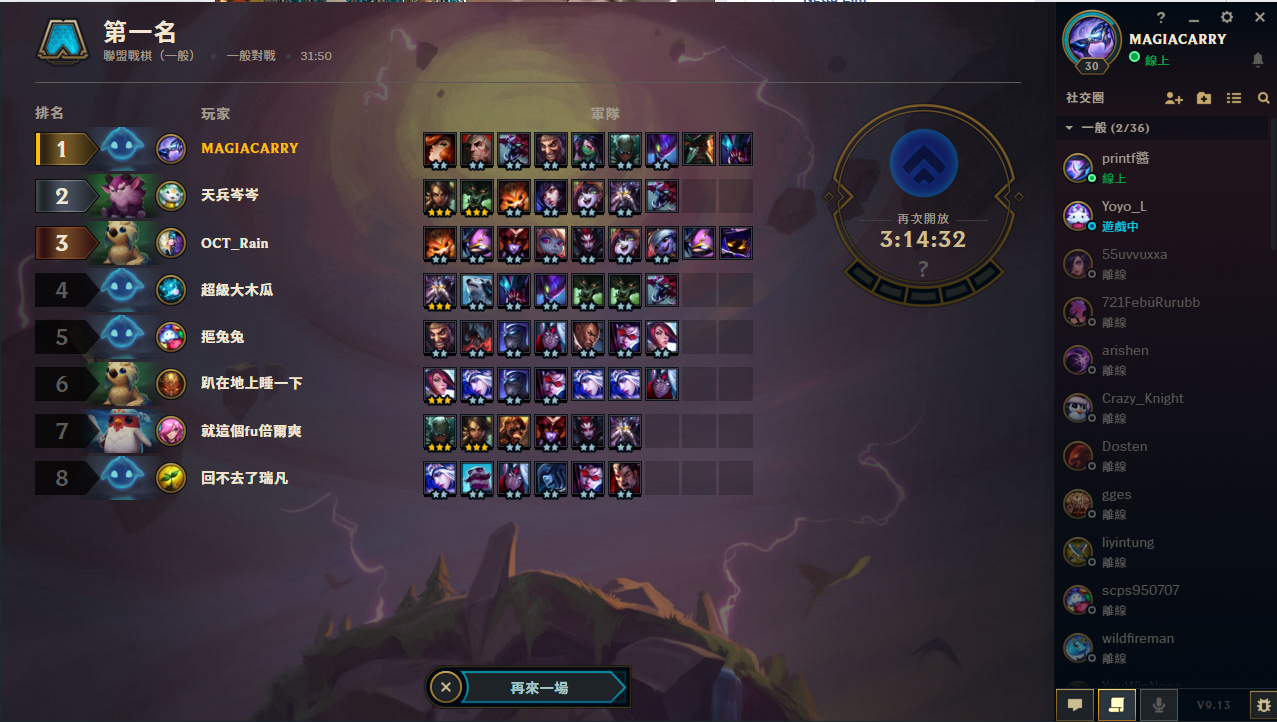 第一名
聯盟戰棋（一般） • 一般對戰 • 31:50
排名 玩家 軍隊
1 MAGIACARRY
2 天兵岑岑
3 OCT_Rain
4 超級大木瓜
5 摳兔兔
6 趴在地上睡一下
7 就這個fu倍爾爽
8 回不去了瑞凡
再次開放
3:14:32
?
再來一場
?
MAGIACARRY
30
線上
社交圈
一般 (2/36)
printf醬
線上
Yoyo_L
遊戲中
55uvvuxxa
離線
721FebüRurubb
離線
arishen
離線
Crazy_Knight
離線
Dosten
離線
gges
離線
liyintung
離線
scps950707
離線
wildfireman
離線
V9.13